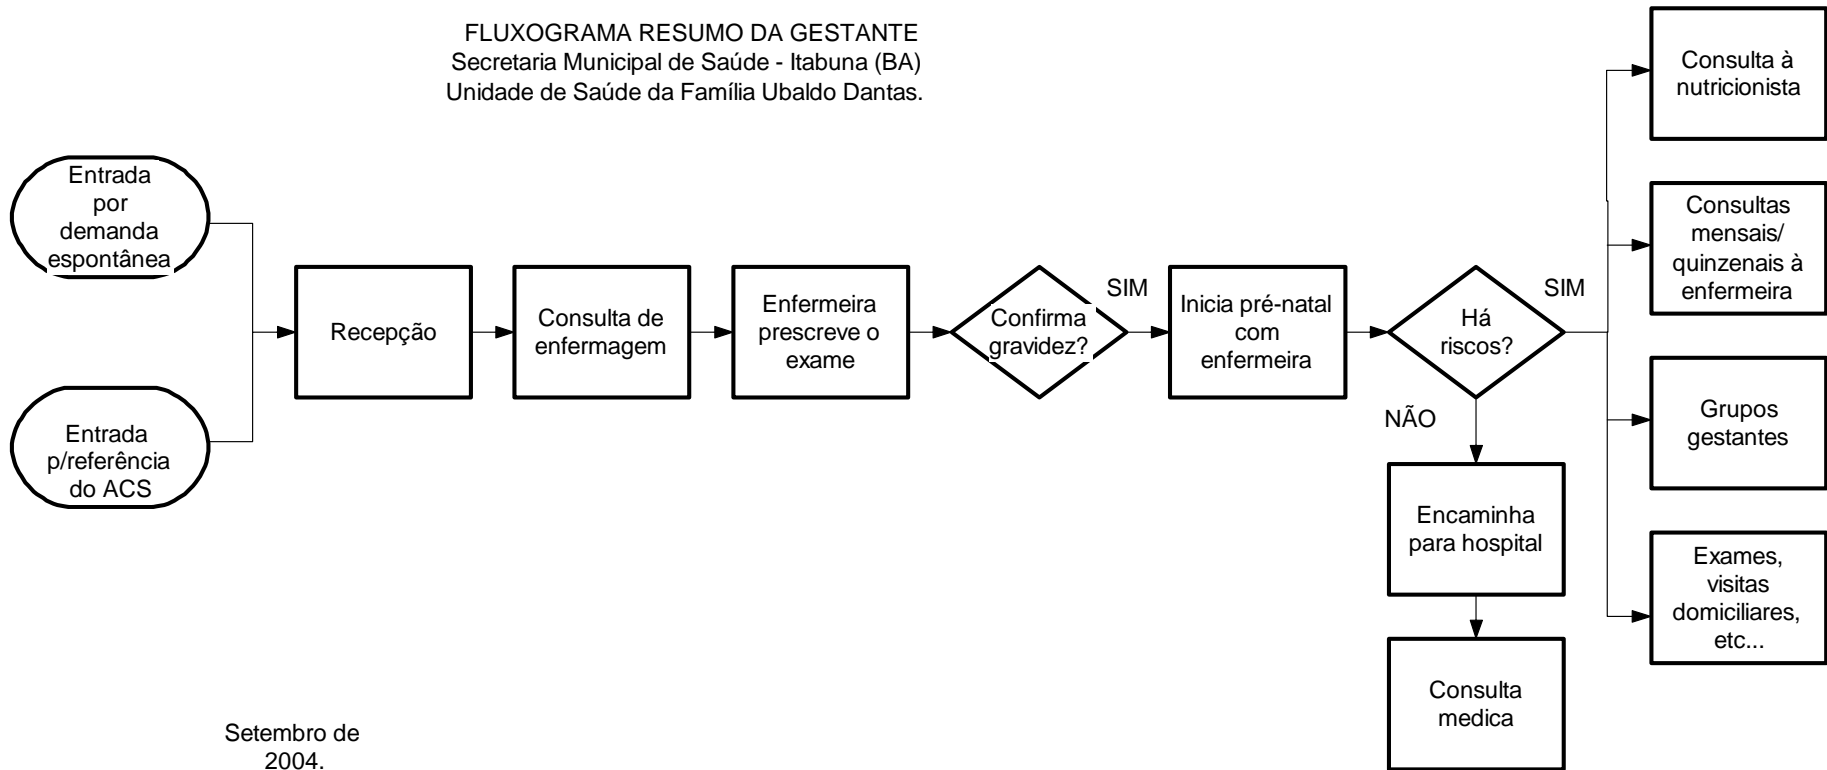 FLUXOGRAMA RESUMO DA GESTANTE
Secretaria Municipal de Saúde - Itabuna (BA)
Unidade de Saúde da Família Ubaldo Dantas.
Entrada
por
demanda
espontânea
Entrada
p/referência
do ACS
Recepção
Consulta de
enfermagem
Enfermeira
prescreve o
exame
Confirma
gravidez?
SIM
Inicia pré-natal
com
enfermeira
Há
riscos?
SIM
NÃO
Encaminha
para hospital
Consulta
medica
Consulta à
nutricionista
Consultas
mensais/
quinzenais à
enfermeira
Grupos
gestantes
Exames,
visitas
domiciliares,
etc...
Setembro de
2004.